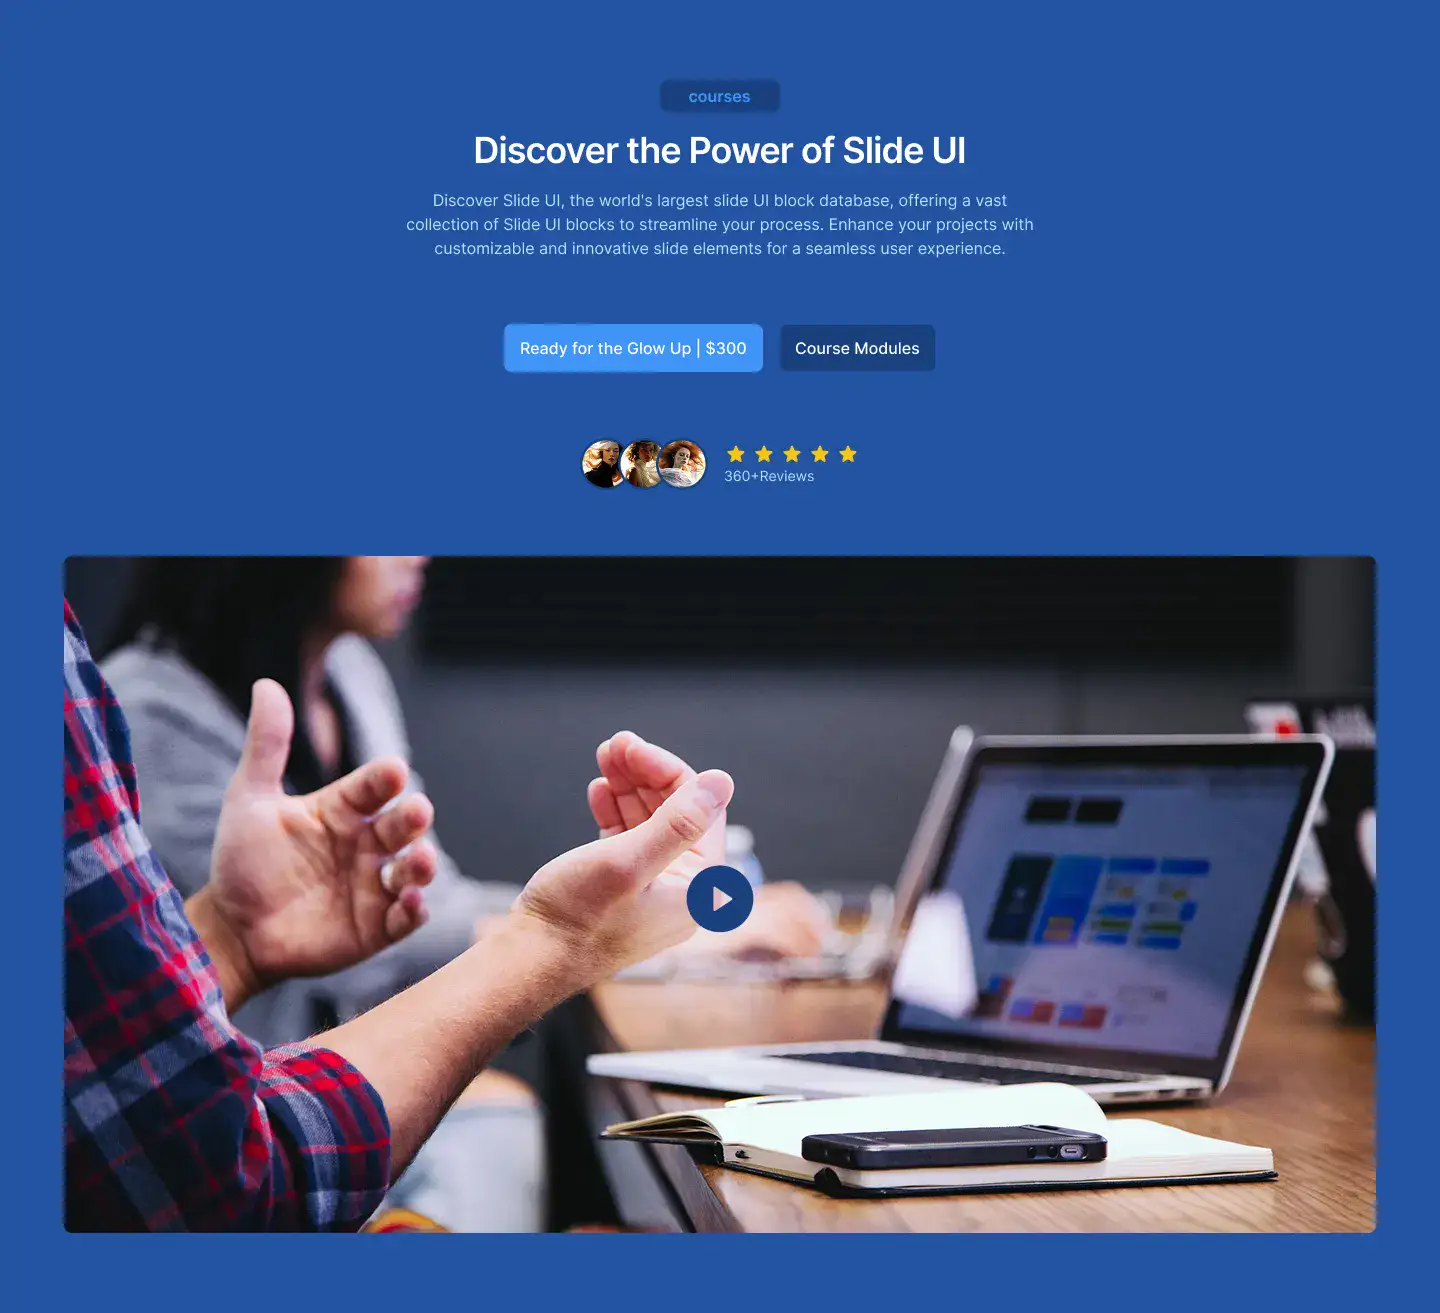 courses
Discover the Power of Slide UI
Discover Slide UI, the world's largest slide UI block database, offering a vast
collection of Slide UI blocks to streamline your process. Enhance your projects with
customizable and innovative slide elements for a seamless user experience.
Ready for the Glow Up | $300
Course Modules
360+Reviews